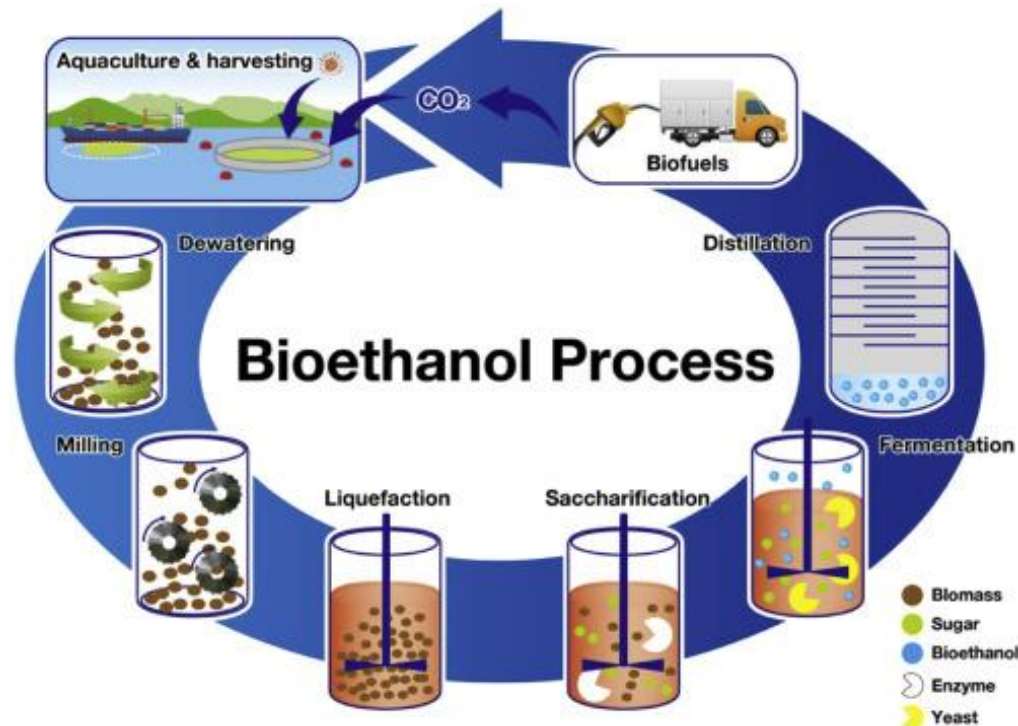 Aquaculture & harvesting
CO₂
Biofuels
Dewatering
Distillation
Bioethanol Process
Milling
Fermentation
Liquefaction
Saccharification
Biomass
Sugar
Bioethanol
Enzyme
Yeast